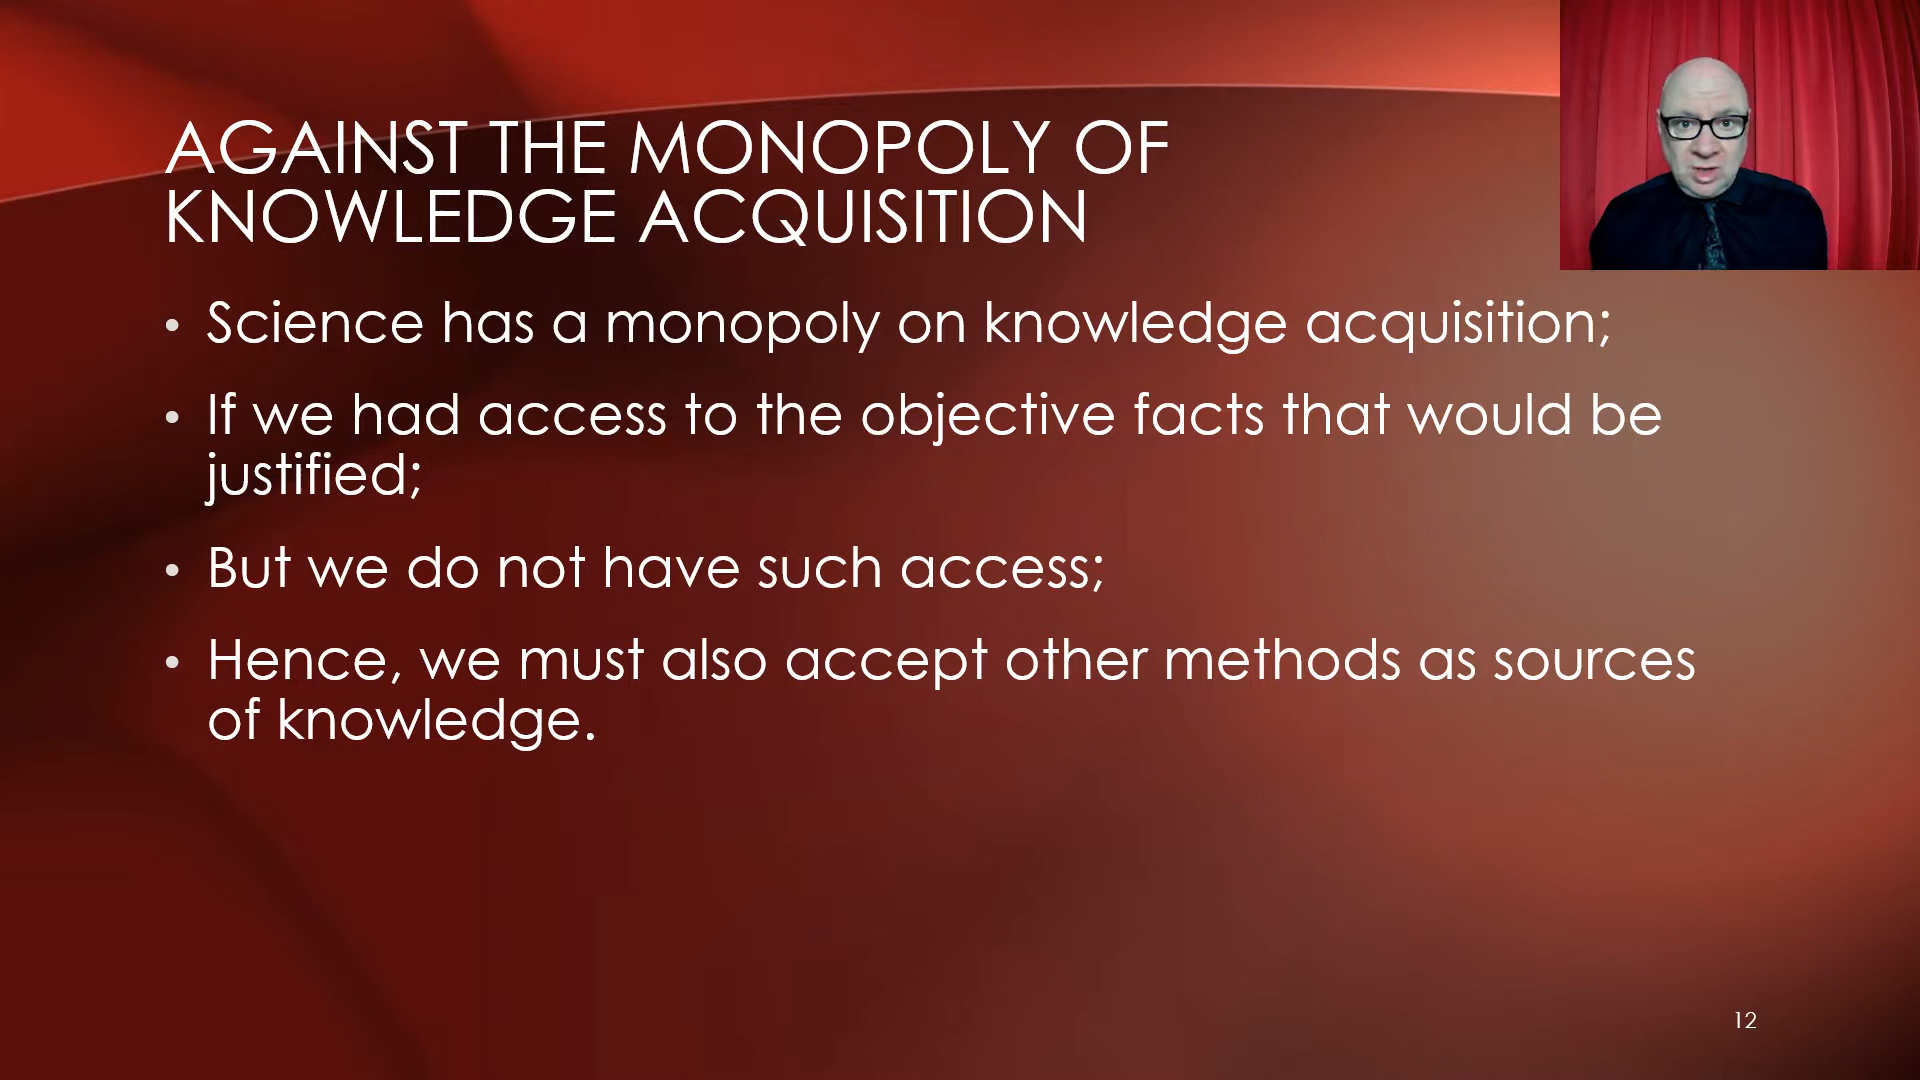 AGAINST THE MONOPOLY OF
KNOWLEDGE ACQUISITION
• Science has a monopoly on knowledge acquisition;
• If we had access to the objective facts that would be
justified;
• But we do not have such access;
• Hence, we must also accept other methods as sources
of knowledge.
12